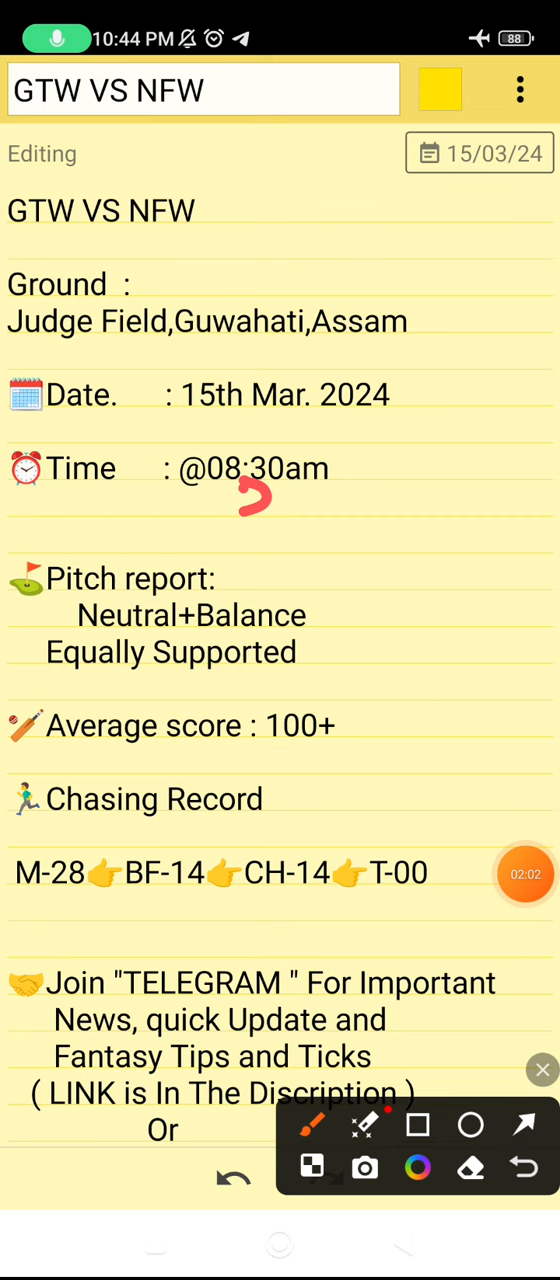 10:44 PM
88
GTW VS NFW
Editing
15/03/24
GTW VS NFW
Ground :
Judge Field,Guwahati,Assam
🗓Date. : 15th Mar. 2024
⏰Time : @08:30am
⛳Pitch report:
Neutral+Balance
Equally Supported
🏏Average score : 100+
🏃‍♂️Chasing Record
M-28👉BF-14👉CH-14👉T-00
02:02
🤝Join "TELEGRAM " For Important
News, quick Update and
Fantasy Tips and Ticks
( LINK is In The Discription )
Or